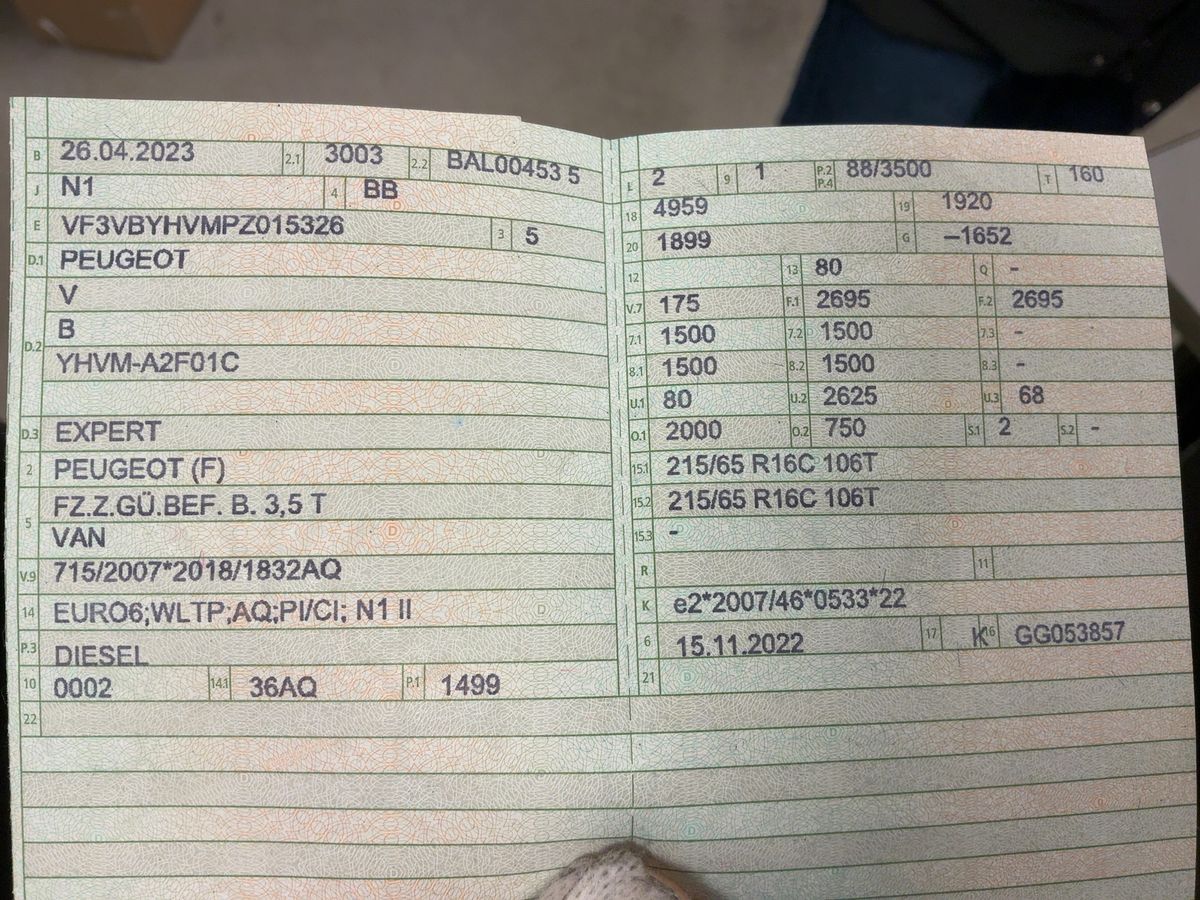 B 26.04.2023 2.1 3003 2.2 BAL00453 5
J N1 4 BB
E VF3VBYHVMPZ015326 3 5
D.1 PEUGEOT
V
B
D.2
YHVM-A2F01C
D.3 EXPERT
2 PEUGEOT (F)
FZ.Z.GÜ.BEF. B. 3,5 T
5
VAN
V.9 715/2007*2018/1832AQ
14 EURO6;WLTP;AQ;PI/CI; N1 II
P.3 DIESEL
10 0002 14.1 36AQ P.1 1499
22
L 2 9 1 P.2 P.4 88/3500 T 160
18 4959 19 1920
20 1899 G –1652
12 13 80 Q -
V.7 175 F.1 2695 F.2 2695
7.1 1500 7.2 1500 7.3 -
8.1 1500 8.2 1500 8.3 -
U.1 80 U.2 2625 U.3 68
O.1 2000 O.2 750 S.1 2 S.2 -
15.1 215/65 R16C 106T
15.2 215/65 R16C 106T
15.3 -
R 11
K e2*2007/46*0533*22
6 15.11.2022 17 K 16 GG053857
21